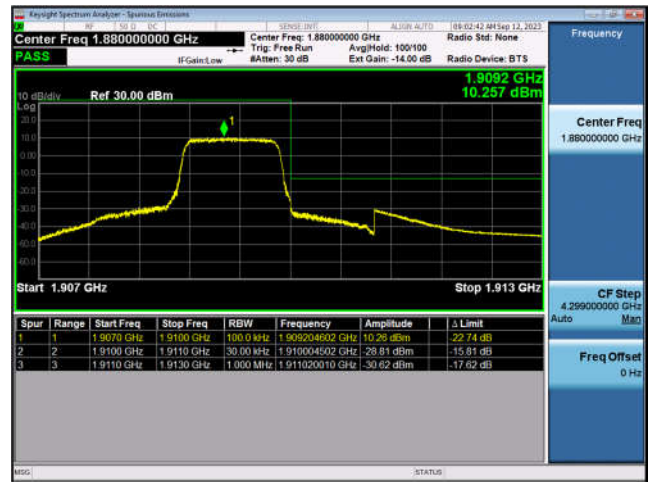 Keysight Spectrum Analyzer - Spurious Emissions
RF 50 Ω DC SENSE:INT ALIGN AUTO 09:02:42 AM Sep 12, 2023
Center Freq 1.880000000 GHz
Center Freq: 1.880000000 GHz
Radio Std: None
Trig: Free Run Avg|Hold: 100/100
PASS
IFGain:Low #Atten: 30 dB Ext Gain: -14.00 dB Radio Device: BTS
1.9092 GHz
10 dB/div Ref 30.00 dBm 10.257 dBm
Log
20.0
1
10.0
0.00
-10.0
-20.0
-30.0
-40.0
-50.0
-60.0
Start 1.907 GHz Stop 1.913 GHz
Spur Range Start Freq Stop Freq RBW Frequency Amplitude Δ Limit
1 1 1.9070 GHz 1.9100 GHz 100.0 kHz 1.909204602 GHz 10.26 dBm -22.74 dB
2 2 1.9100 GHz 1.9110 GHz 30.00 kHz 1.910004502 GHz -28.81 dBm -15.81 dB
3 3 1.9110 GHz 1.9130 GHz 1.000 MHz 1.911020010 GHz -30.62 dBm -17.62 dB
Frequency
Center Freq
1.880000000 GHz
CF Step
4.299000000 GHz
Auto Man
Freq Offset
0 Hz
MSG STATUS